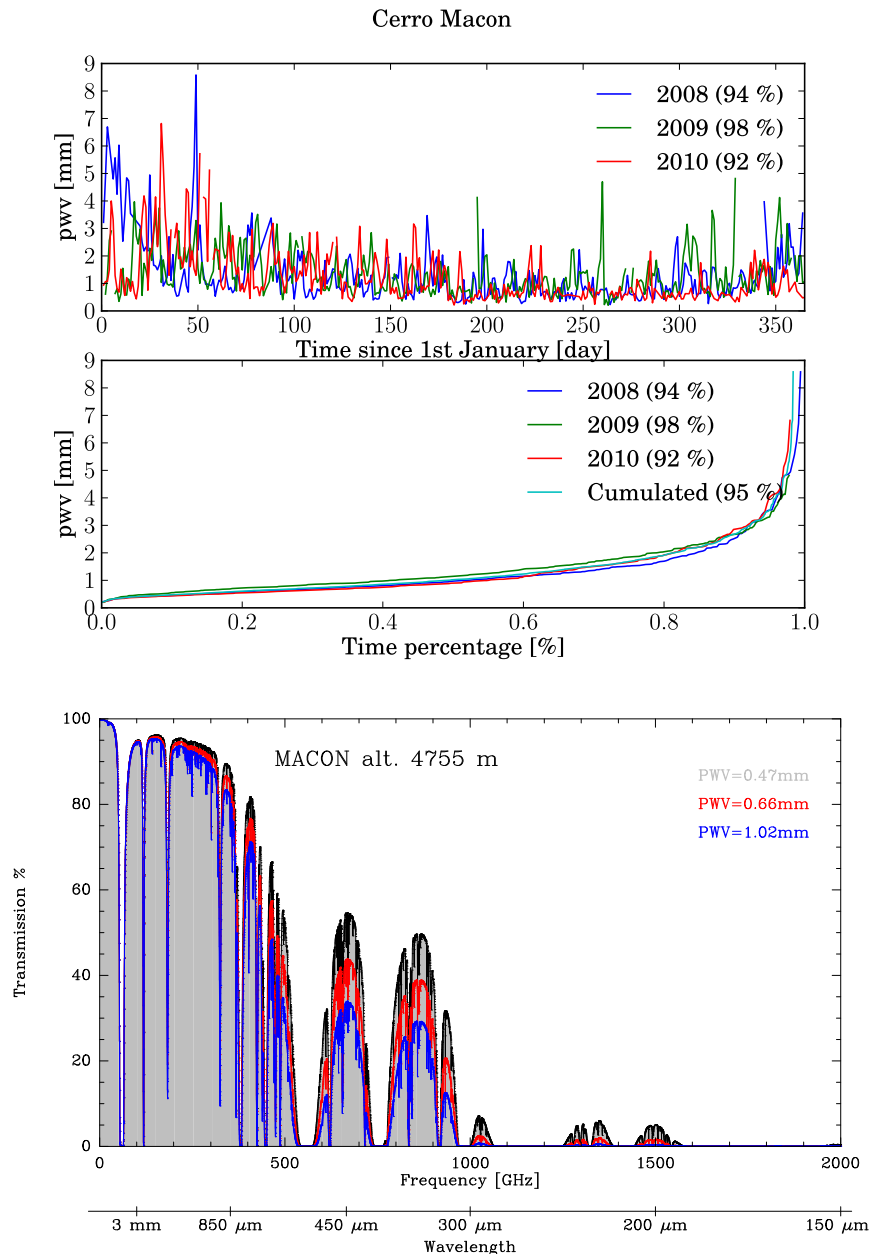 Cerro Macon
9
8
7
6
5
4
3
2
1
0
pwv [mm]
2008 (94 %)
2009 (98 %)
2010 (92 %)
0 50 100 150 200 250 300 350
Time since 1st January [day]
9
8
7
6
5
4
3
2
1
0
pwv [mm]
2008 (94 %)
2009 (98 %)
2010 (92 %)
Cumulated (95 %)
0.0 0.2 0.4 0.6 0.8 1.0
Time percentage [%]
100
80
60
40
20
0
Transmission %
MACON alt. 4755 m
PWV=0.47mm
PWV=0.66mm
PWV=1.02mm
0 500 1000 1500 2000
Frequency [GHz]
3 mm 850 μm 450 μm 300 μm 200 μm 150 μm
Wavelength